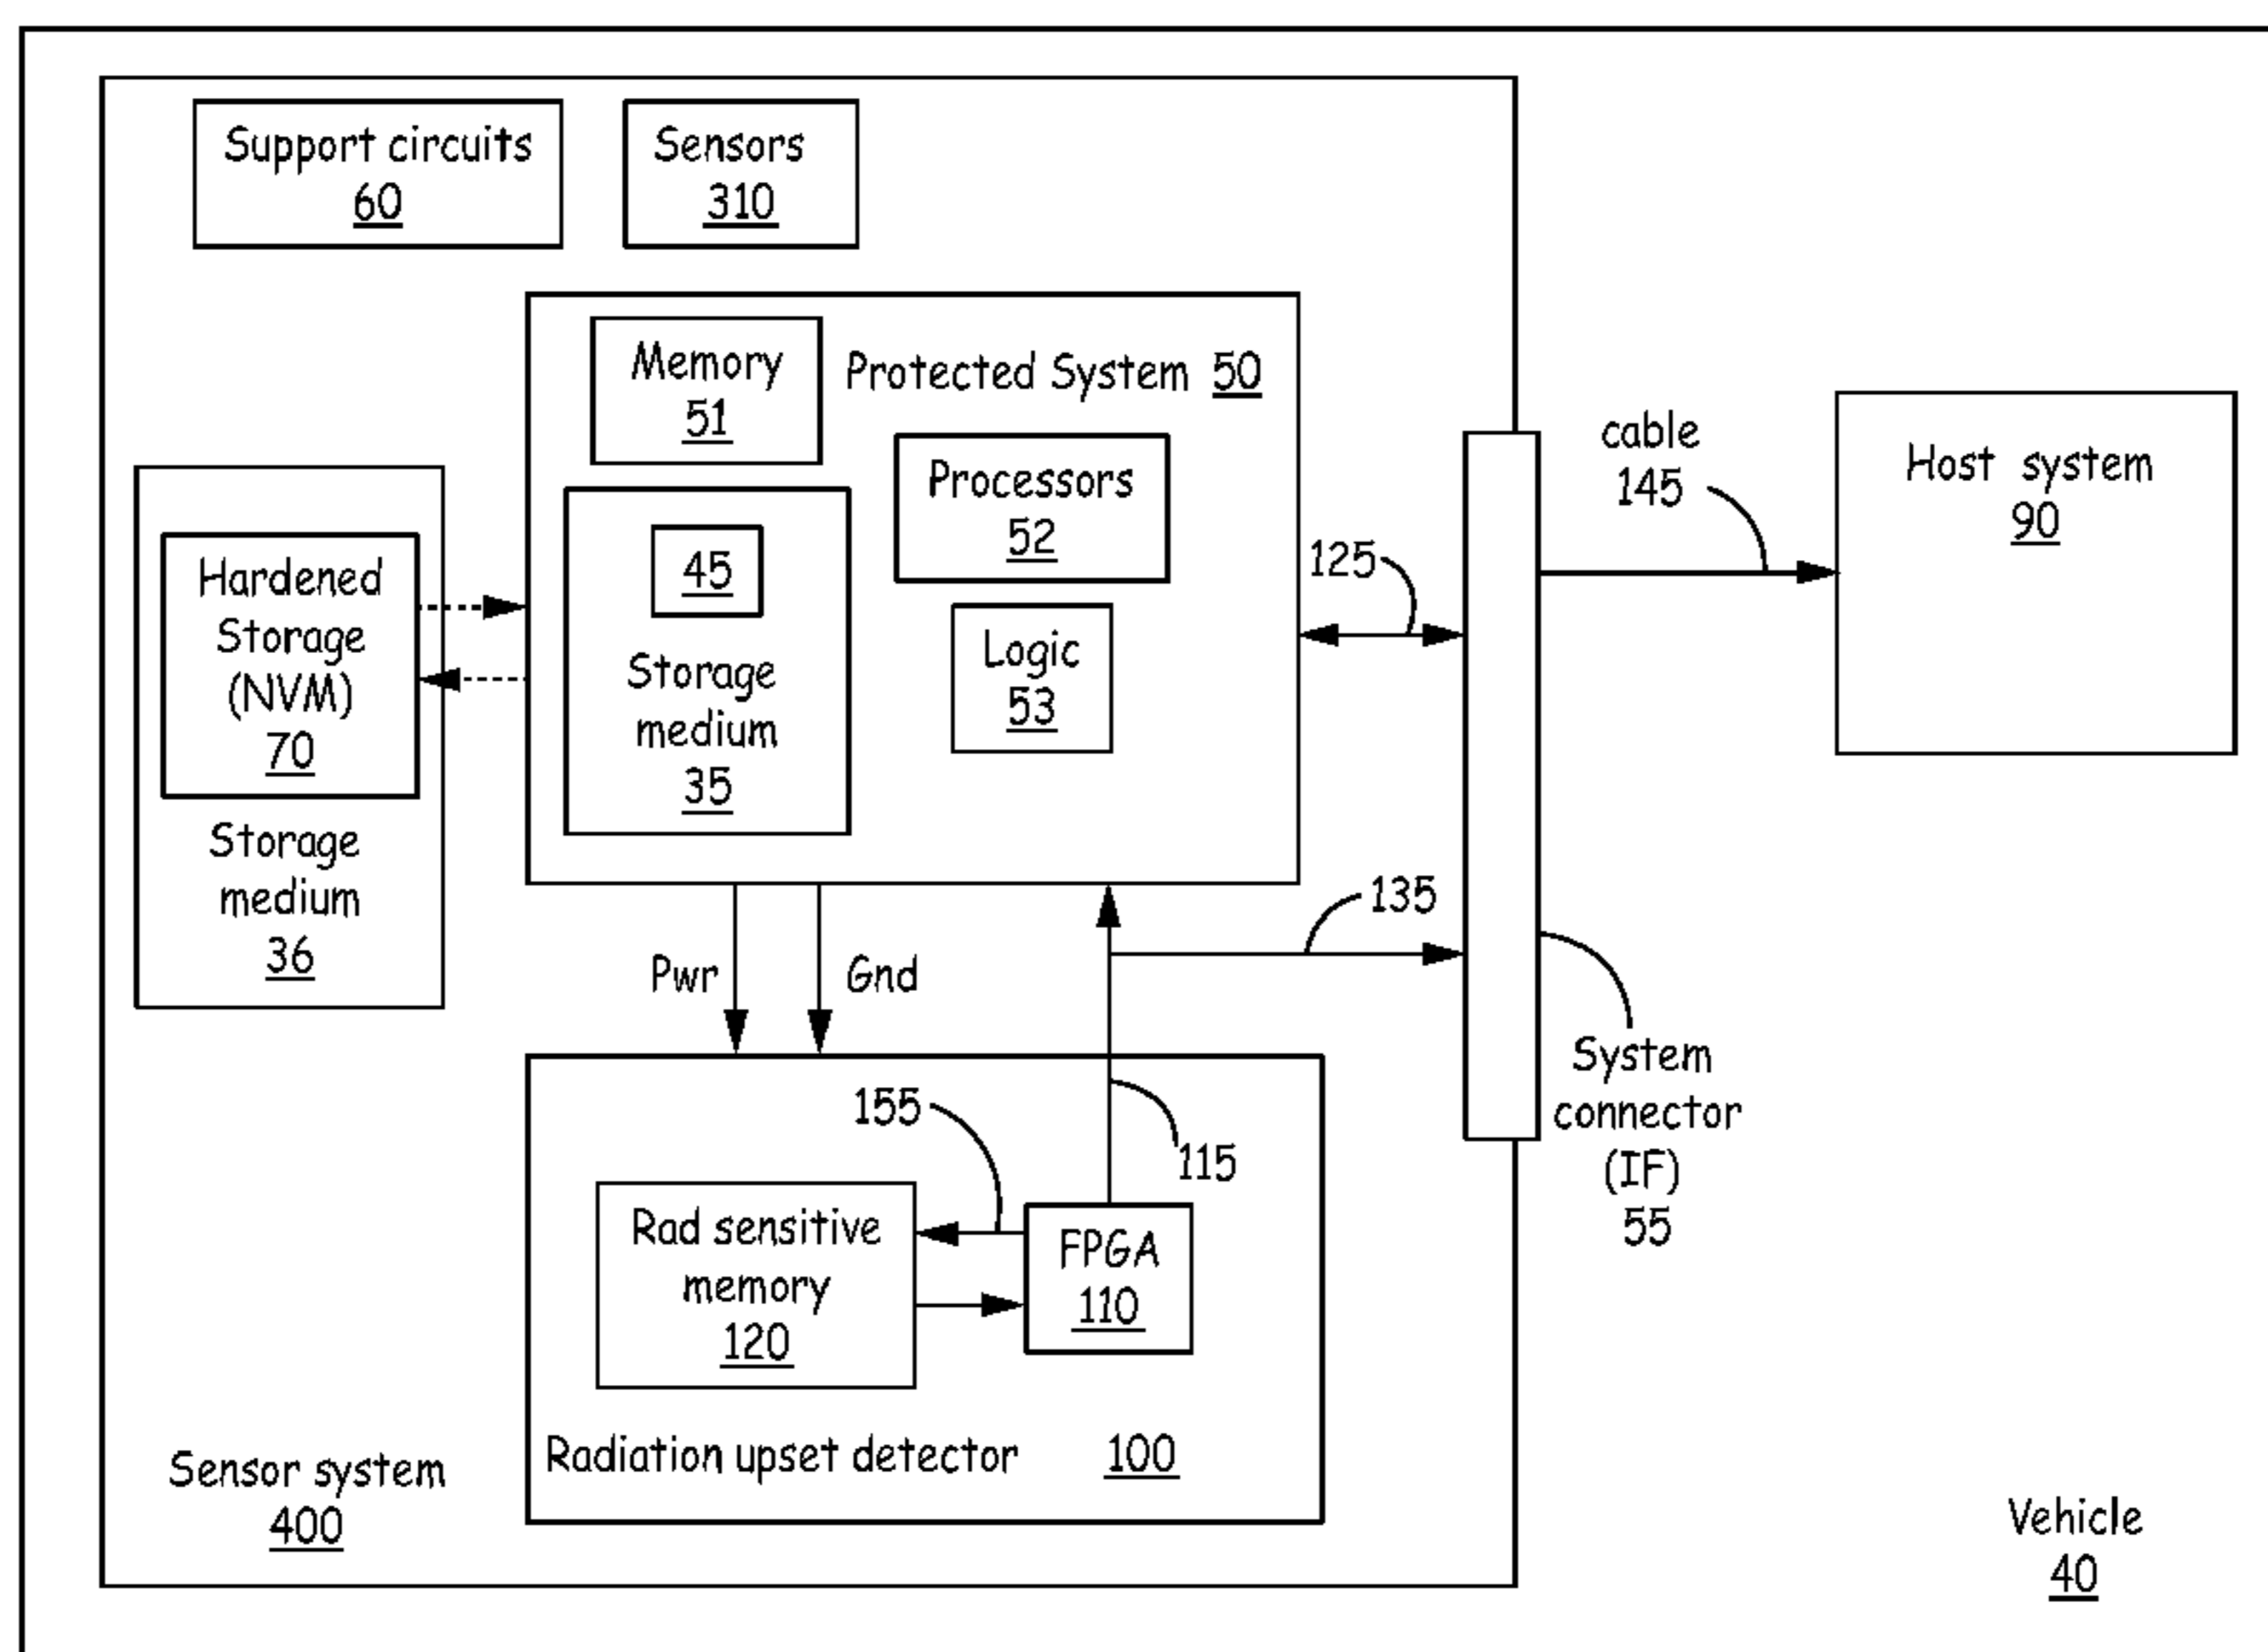 Support circuits
60
Sensors
310
Memory
51
Protected System 50
Processors
52
45
Storage
medium
35
Logic
53
Hardened
Storage
(NVM)
70
Storage
medium
36
125
cable
145
Host system
90
135
Pwr
Gnd
System
connector
(IF)
55
155
115
Rad sensitive
memory
120
FPGA
110
Radiation upset detector 100
Sensor system
400
Vehicle
40